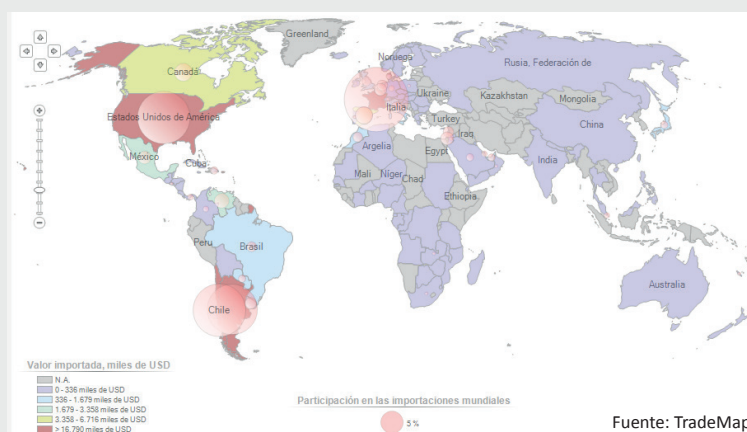 Greenland
Canadá
Noruega
Rusia, Federación de
Ukraine
Kazakhstan
Mongolia
Estados Unidos de América
Italia
Turkey
Iraq
China
México
Cuba
Argelia
Egypt
India
Mali
Níger
Chad
Ethiopia
Peru
Brasil
Chile
Australia
Valor importada, miles de USD
N.A.
0 - 336 miles de USD
336 - 1.679 miles de USD
1.679 - 3.358 miles de USD
3.358 - 6.716 miles de USD
> 16.790 miles de USD
Participación en las importaciones mundiales
5 %
Fuente: TradeMap